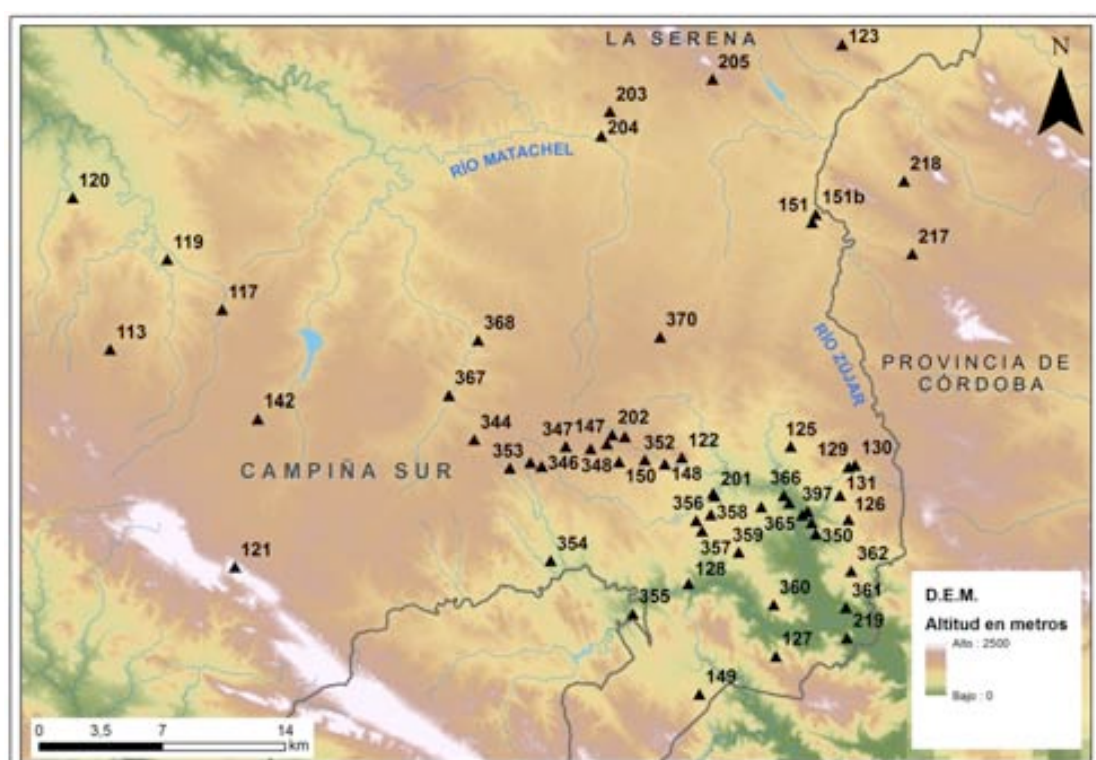 LA SERENA
123
N
205
203
204
RÍO MATACHEL
120
218
151 151b
119
217
117
113
368
370
RÍO ZÚJAR
PROVINCIA DE
CÓRDOBA
367
142
344
347 147 202
125
353
352 122
129 130
CAMPIÑA SUR
346 348
150
148
201
366 397 131
356
358
365
126
350
357 359
354
362
121
128
D.E.M.
Altitud en metros
Alto : 2500
Bajo : 0
355
360
361
219
127
149
0 3,5 7 14
km